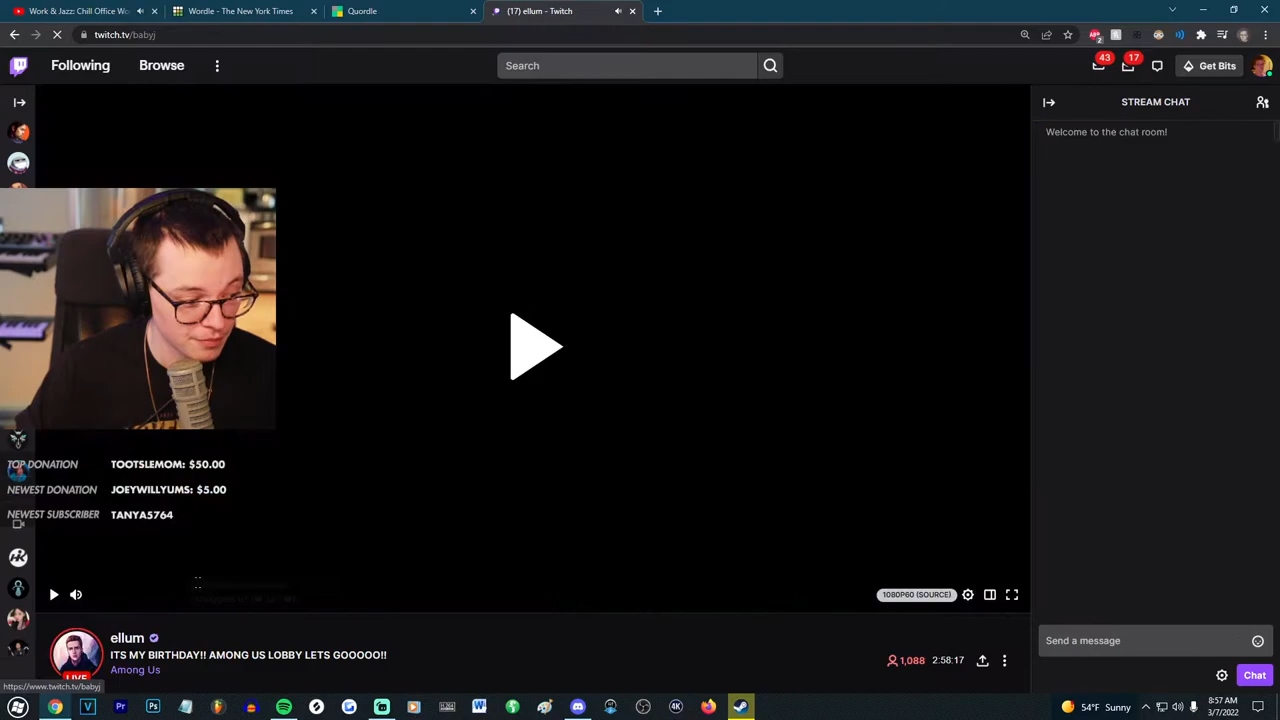 Work & Jazz: Chill Office Wo
Wordle - The New York Times
Quordle
(17) ellum - Twitch
twitch.tv/babyj
2
Following
Browse
Search
43
17
Get Bits
STREAM CHAT
Welcome to the chat room!
TOP DONATION TOOTSLEMOM: $50.00
NEWEST DONATION JOEYWILLYUMS: $5.00
NEWEST SUBSCRIBER TANYA5764
1080P60 (SOURCE)
Send a message
ellum
ITS MY BIRTHDAY!! AMONG US LOBBY LETS GOOOOO!!
1,088 2:58:17
Among Us
LIVE
Chat
https://www.twitch.tv/babyj
54°F Sunny
8:57 AM
3/7/2022